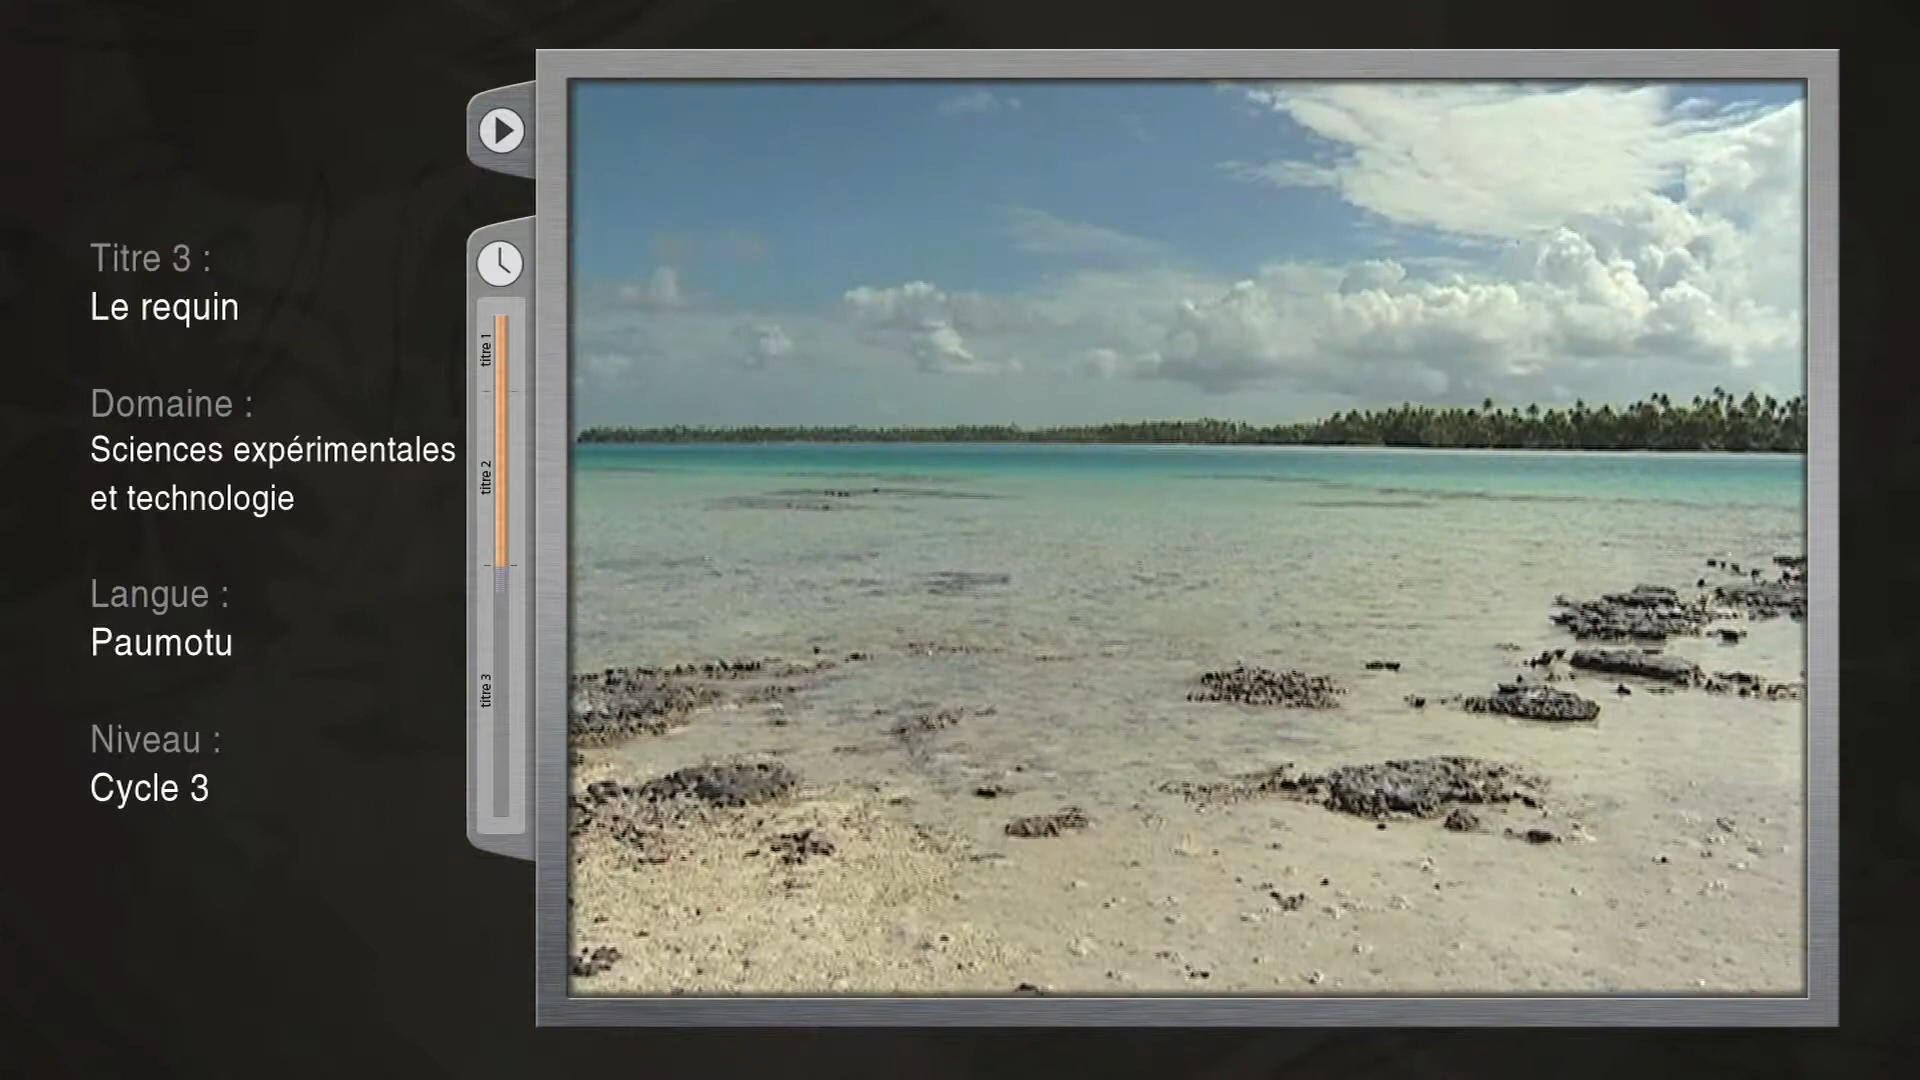 Titre 3 :
Le requin
Domaine :
Sciences expérimentales
et technologie
Langue :
Paumotu
Niveau :
Cycle 3
titre 1
titre 2
titre 3